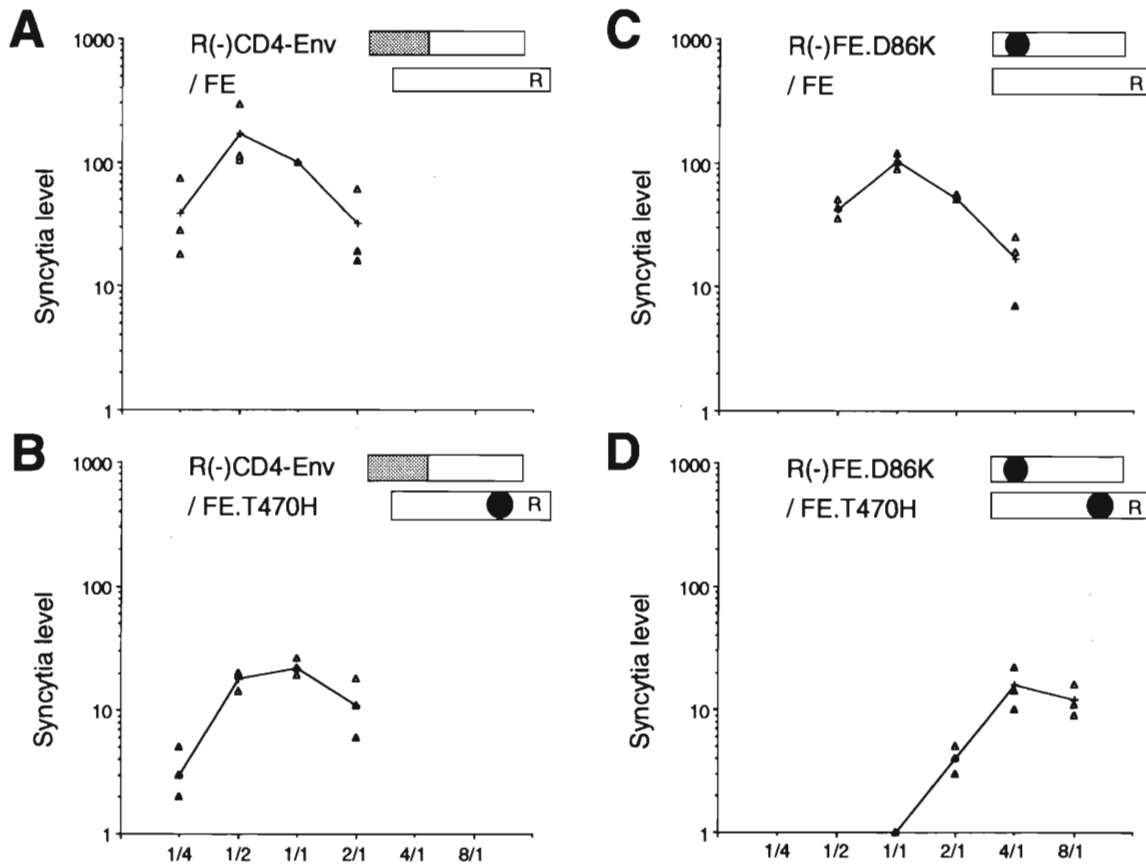 A
1000
100
10
1
Syncytia level
R(-)CD4-Env
/ FE
R
C
1000
100
10
1
Syncytia level
R(-)FE.D86K
/ FE
R
B
1000
100
10
1
Syncytia level
R(-)CD4-Env
/ FE.T470H
R
1/4 1/2 1/1 2/1 4/1 8/1
D
1000
100
10
1
Syncytia level
R(-)FE.D86K
/ FE.T470H
R
1/4 1/2 1/1 2/1 4/1 8/1